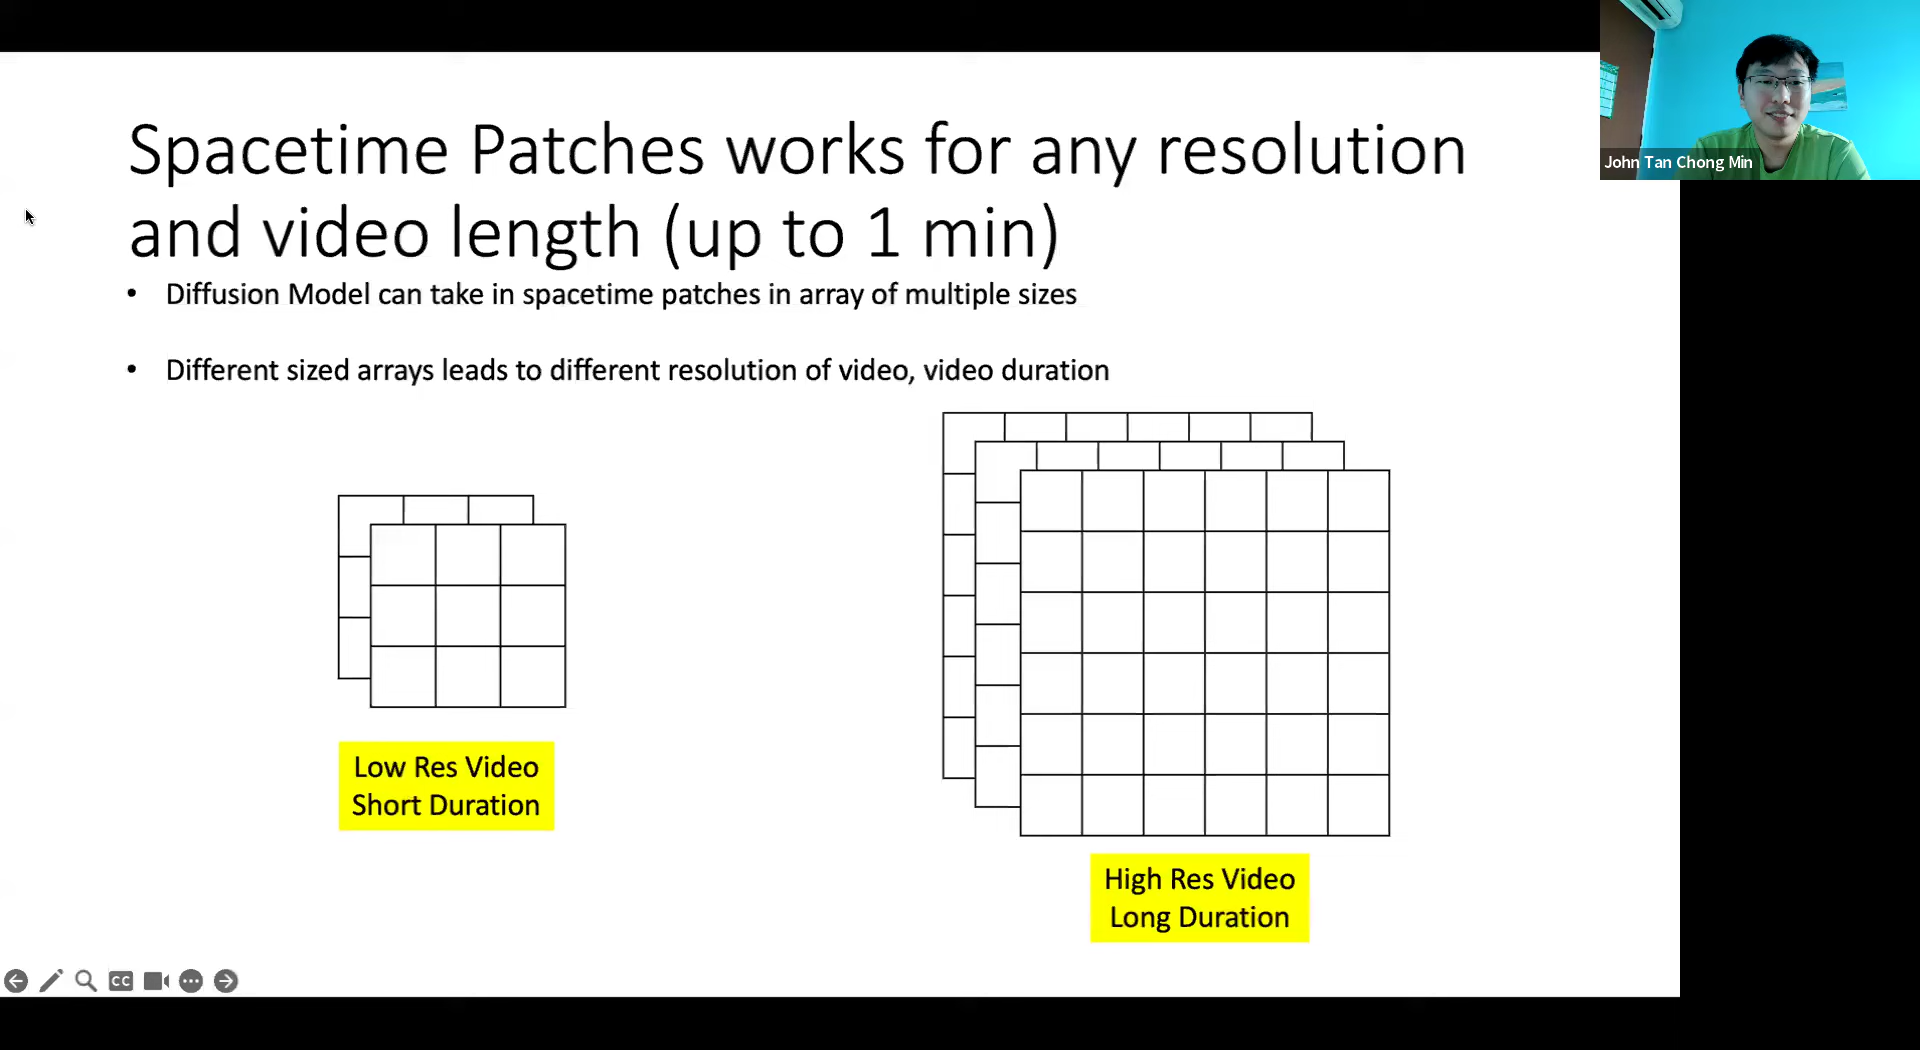 Spacetime Patches works for any resolution
and video length (up to 1 min)
• Diffusion Model can take in spacetime patches in array of multiple sizes
• Different sized arrays leads to different resolution of video, video duration
Low Res Video
Short Duration
High Res Video
Long Duration
John Tan Chong Min
CC